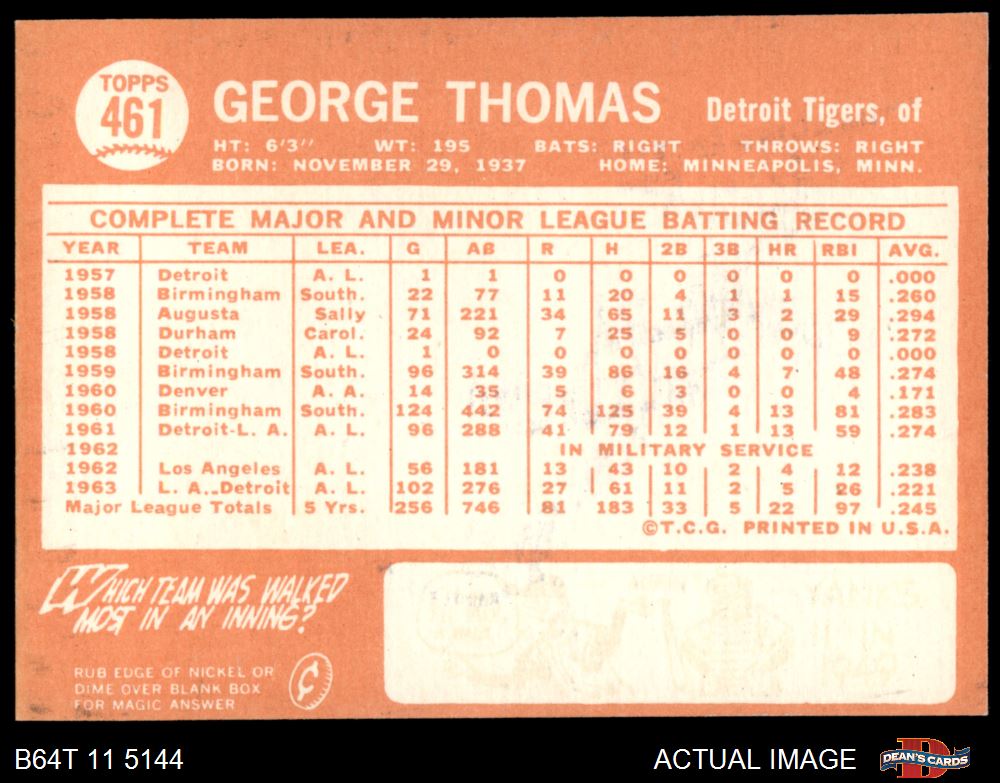 TOPPS
461
GEORGE THOMAS Detroit Tigers, of
HT: 6'3" WT: 195 BATS: RIGHT THROWS: RIGHT
BORN: NOVEMBER 29, 1937 HOME: MINNEAPOLIS, MINN.
COMPLETE MAJOR AND MINOR LEAGUE BATTING RECORD
YEAR TEAM LEA. G AB R H 2B 3B HR RBI AVG.
1957 Detroit A. L. 1 1 0 0 0 0 0 0 .000
1958 Birmingham South. 22 77 11 20 4 1 1 15 .260
1958 Augusta Sally 71 221 34 65 11 3 2 29 .294
1958 Durham Carol. 24 92 7 25 5 0 0 9 .272
1958 Detroit A. L. 1 0 0 0 0 0 0 0 .000
1959 Birmingham South. 96 314 39 86 16 4 7 48 .274
1960 Denver A. A. 14 35 5 6 3 0 0 4 .171
1960 Birmingham South. 124 442 74 125 39 4 13 81 .283
1961 Detroit-L. A. A. L. 96 288 41 79 12 1 13 59 .274
1962 IN MILITARY SERVICE
1962 Los Angeles A. L. 56 181 13 43 10 2 4 12 .238
1963 L. A.-Detroit A. L. 102 276 27 61 11 2 5 26 .221
Major League Totals 5 Yrs. 256 746 81 183 33 5 22 97 .245
©T.C.G. PRINTED IN U.S.A.
WHICH TEAM WAS WALKED
MOST IN AN INNING?
RUB EDGE OF NICKEL OR
DIME OVER BLANK BOX
FOR MAGIC ANSWER
¢
B64T 11 5144 ACTUAL IMAGE DEAN'S CARDS